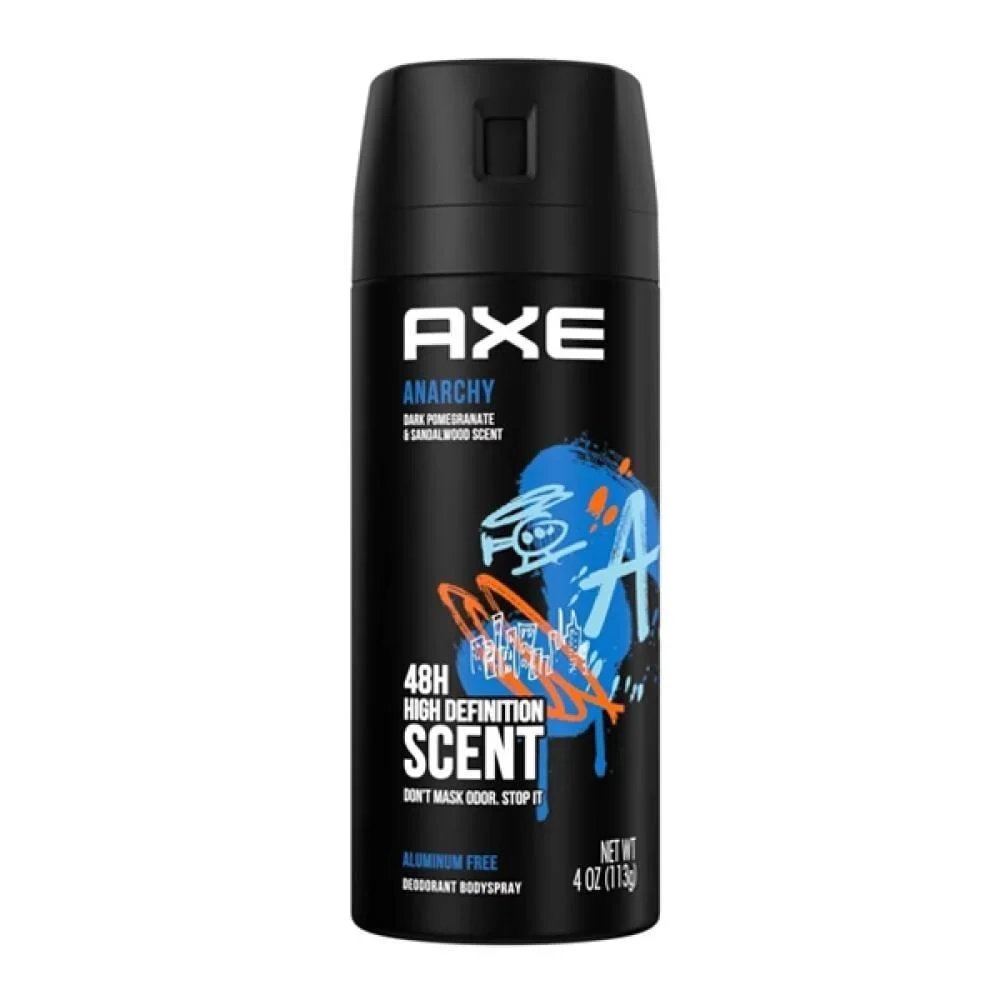 AXE
ANARCHY
DARK POMEGRANATE
& SANDALWOOD SCENT
A
48H
HIGH DEFINITION
SCENT
DON'T MASK ODOR. STOP IT
ALUMINUM FREE
DEODORANT BODYSPRAY
NET WT
4 OZ (113g)